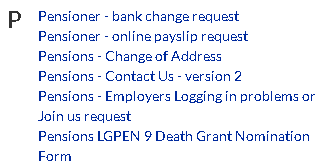 P
Pensioner - bank change request
Pensioner - online payslip request
Pensions - Change of Address
Pensions - Contact Us - version 2
Pensions - Employers Logging in problems or
Join us request
Pensions LGPEN 9 Death Grant Nomination
Form